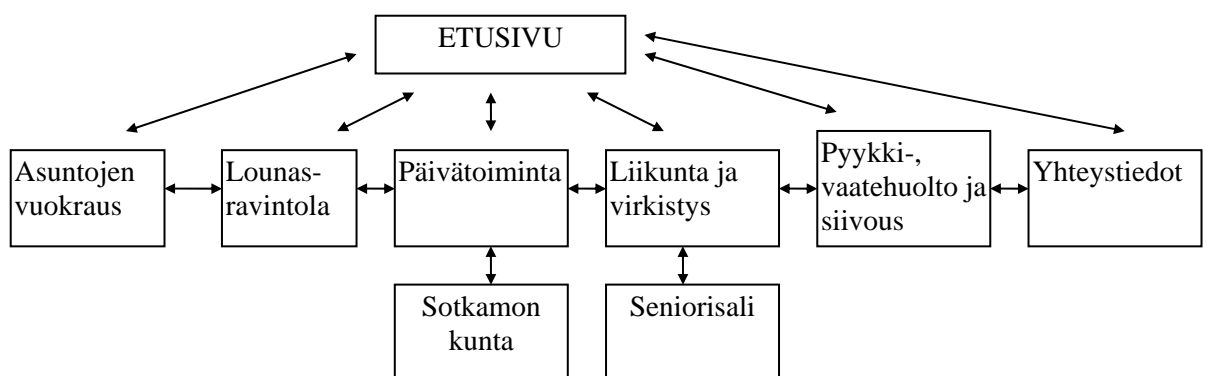 ETUSIVU
Asuntojen
vuokraus
Lounas-
ravintola
Päivätoiminta
Liikunta ja
virkistys
Pyykki-,
vaatehuolto ja
siivous
Yhteystiedot
Sotkamon
kunta
Seniorisali